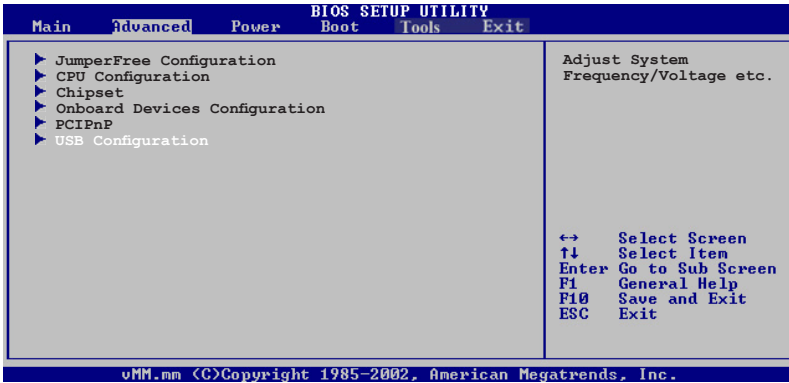 BIOS SETUP UTILITY
Main Advanced Power Boot Tools Exit
JumperFree Configuration
CPU Configuration
Chipset
Onboard Devices Configuration
PCIPnP
USB Configuration
Adjust System
Frequency/Voltage etc.
←→ Select Screen
↑↓ Select Item
Enter Go to Sub Screen
F1 General Help
F10 Save and Exit
ESC Exit
vMM.mm (C)Copyright 1985-2002, American Megatrends, Inc.